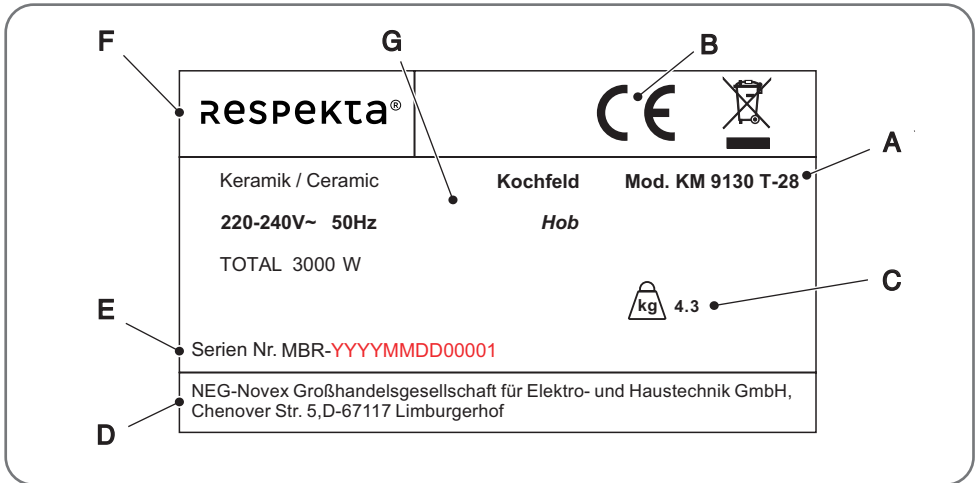 F
G
B
A
C
E
D
Respekta®
CE
Keramik / Ceramic Kochfeld Mod. KM 9130 T-28
220-240V~ 50Hz Hob
TOTAL 3000 W
kg 4.3
Serien Nr. MBR-YYYYMMDD00001
NEG-Novex Großhandelsgesellschaft für Elektro- und Haustechnik GmbH,
Chenover Str. 5,D-67117 Limburgerhof